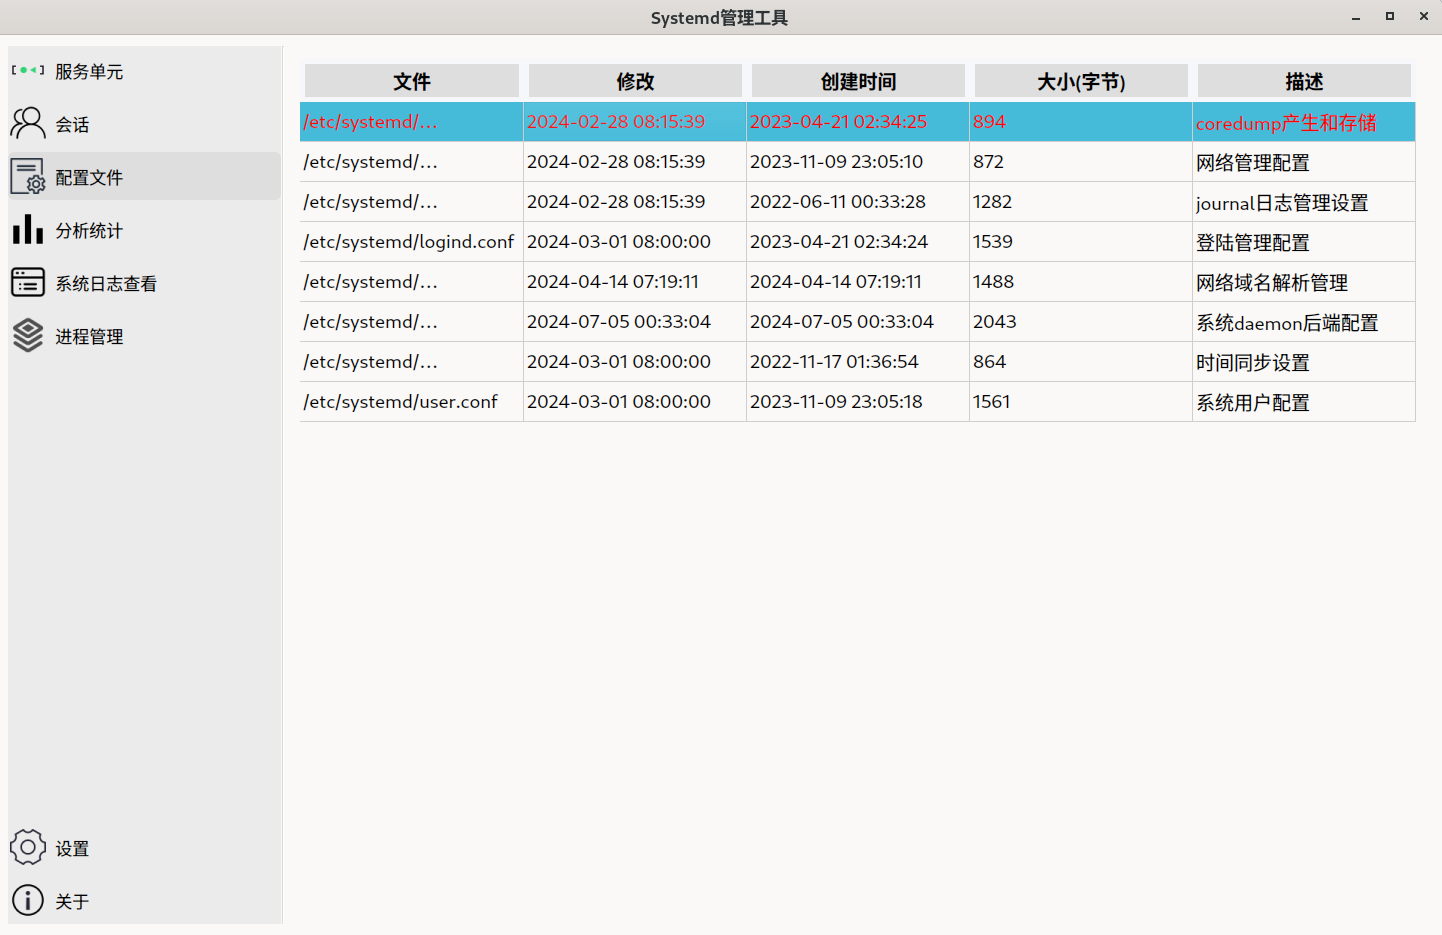 Systemd管理工具
服务单元
会话
配置文件
分析统计
系统日志查看
进程管理
设置
关于
文件 修改 创建时间 大小(字节) 描述
/etc/systemd/... 2024-02-28 08:15:39 2023-04-21 02:34:25 894 coredump产生和存储
/etc/systemd/... 2024-02-28 08:15:39 2023-11-09 23:05:10 872 网络管理配置
/etc/systemd/... 2024-02-28 08:15:39 2022-06-11 00:33:28 1282 journal日志管理设置
/etc/systemd/logind.conf 2024-03-01 08:00:00 2023-04-21 02:34:24 1539 登陆管理配置
/etc/systemd/... 2024-04-14 07:19:11 2024-04-14 07:19:11 1488 网络域名解析管理
/etc/systemd/... 2024-07-05 00:33:04 2024-07-05 00:33:04 2043 系统daemon后端配置
/etc/systemd/... 2024-03-01 08:00:00 2022-11-17 01:36:54 864 时间同步设置
/etc/systemd/user.conf 2024-03-01 08:00:00 2023-11-09 23:05:18 1561 系统用户配置